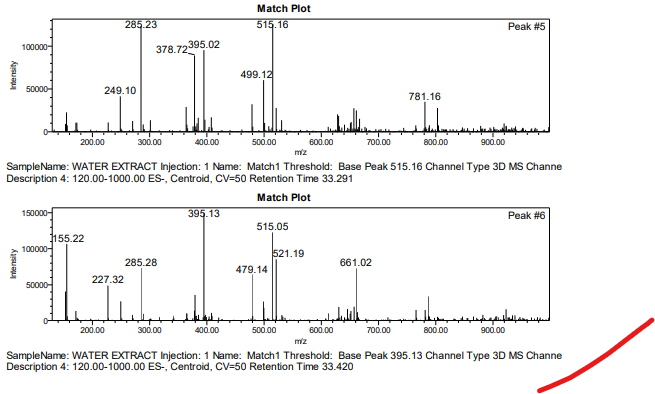 Match Plot
285.23
515.16
Peak #5
378.72
395.02
100000
499.12
249.10
781.16
50000
Intensity
0
200.00 300.00 400.00 500.00 600.00 700.00 800.00 900.00
m/z
SampleName: WATER EXTRACT Injection: 1 Name: Match1 Threshold: Base Peak 515.16 Channel Type 3D MS Channe
Description 4: 120.00-1000.00 ES-, Centroid, CV=50 Retention Time 33.291
Match Plot
150000
395.13
Peak #6
515.05
155.22
100000
521.19
285.28
479.14
661.02
227.32
50000
Intensity
0
200.00 300.00 400.00 500.00 600.00 700.00 800.00 900.00
m/z
SampleName: WATER EXTRACT Injection: 1 Name: Match1 Threshold: Base Peak 395.13 Channel Type 3D MS Channe
Description 4: 120.00-1000.00 ES-, Centroid, CV=50 Retention Time 33.420